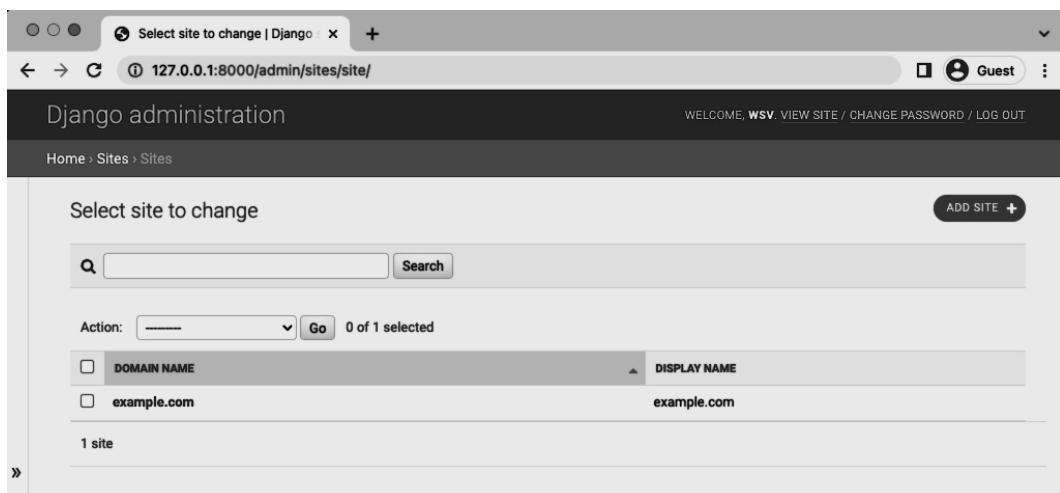 Select site to change | Django
127.0.0.1:8000/admin/sites/site/
Guest
Django administration
WELCOME, WSV. VIEW SITE / CHANGE PASSWORD / LOG OUT
Home › Sites › Sites
Select site to change
ADD SITE +
Search
Action: --------- Go 0 of 1 selected
DOMAIN NAME DISPLAY NAME
example.com example.com
1 site
»